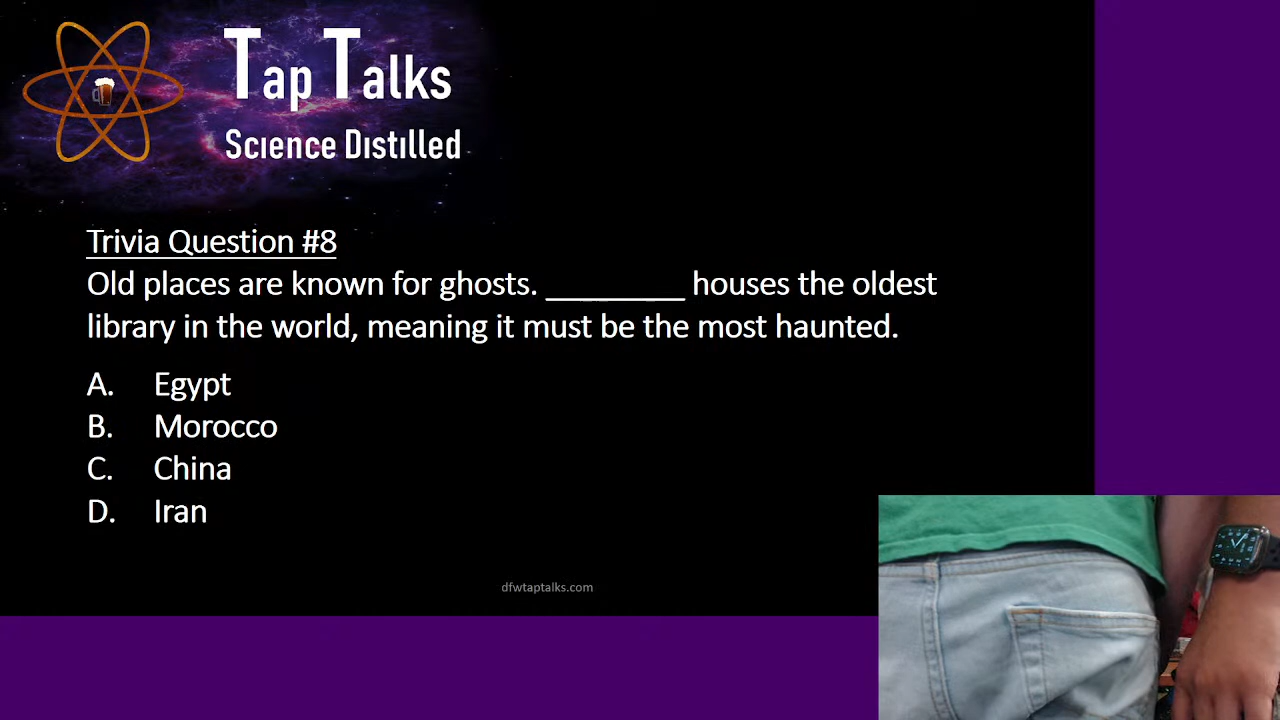 Tap Talks
Science Distilled
Trivia Question #8
Old places are known for ghosts. ________ houses the oldest
library in the world, meaning it must be the most haunted.
A. Egypt
B. Morocco
C. China
D. Iran
dfwtaptalks.com